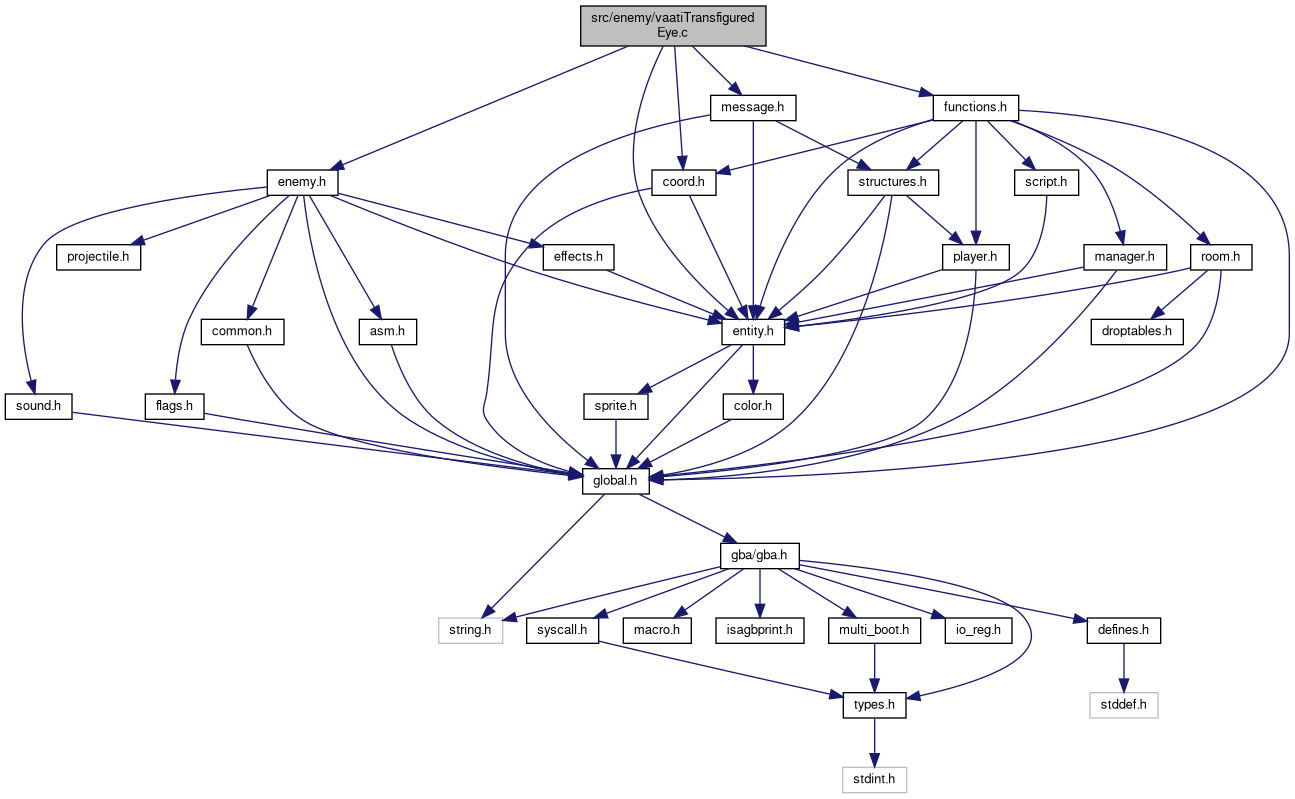 src/enemy/vaatiTransfigured
Eye.c
message.h
functions.h
enemy.h
coord.h
structures.h
script.h
projectile.h
effects.h
player.h
manager.h
room.h
common.h
asm.h
entity.h
droptables.h
sound.h
flags.h
sprite.h
color.h
global.h
gba/gba.h
string.h
syscall.h
macro.h
isagbprint.h
multi_boot.h
io_reg.h
defines.h
types.h
stddef.h
stdint.h